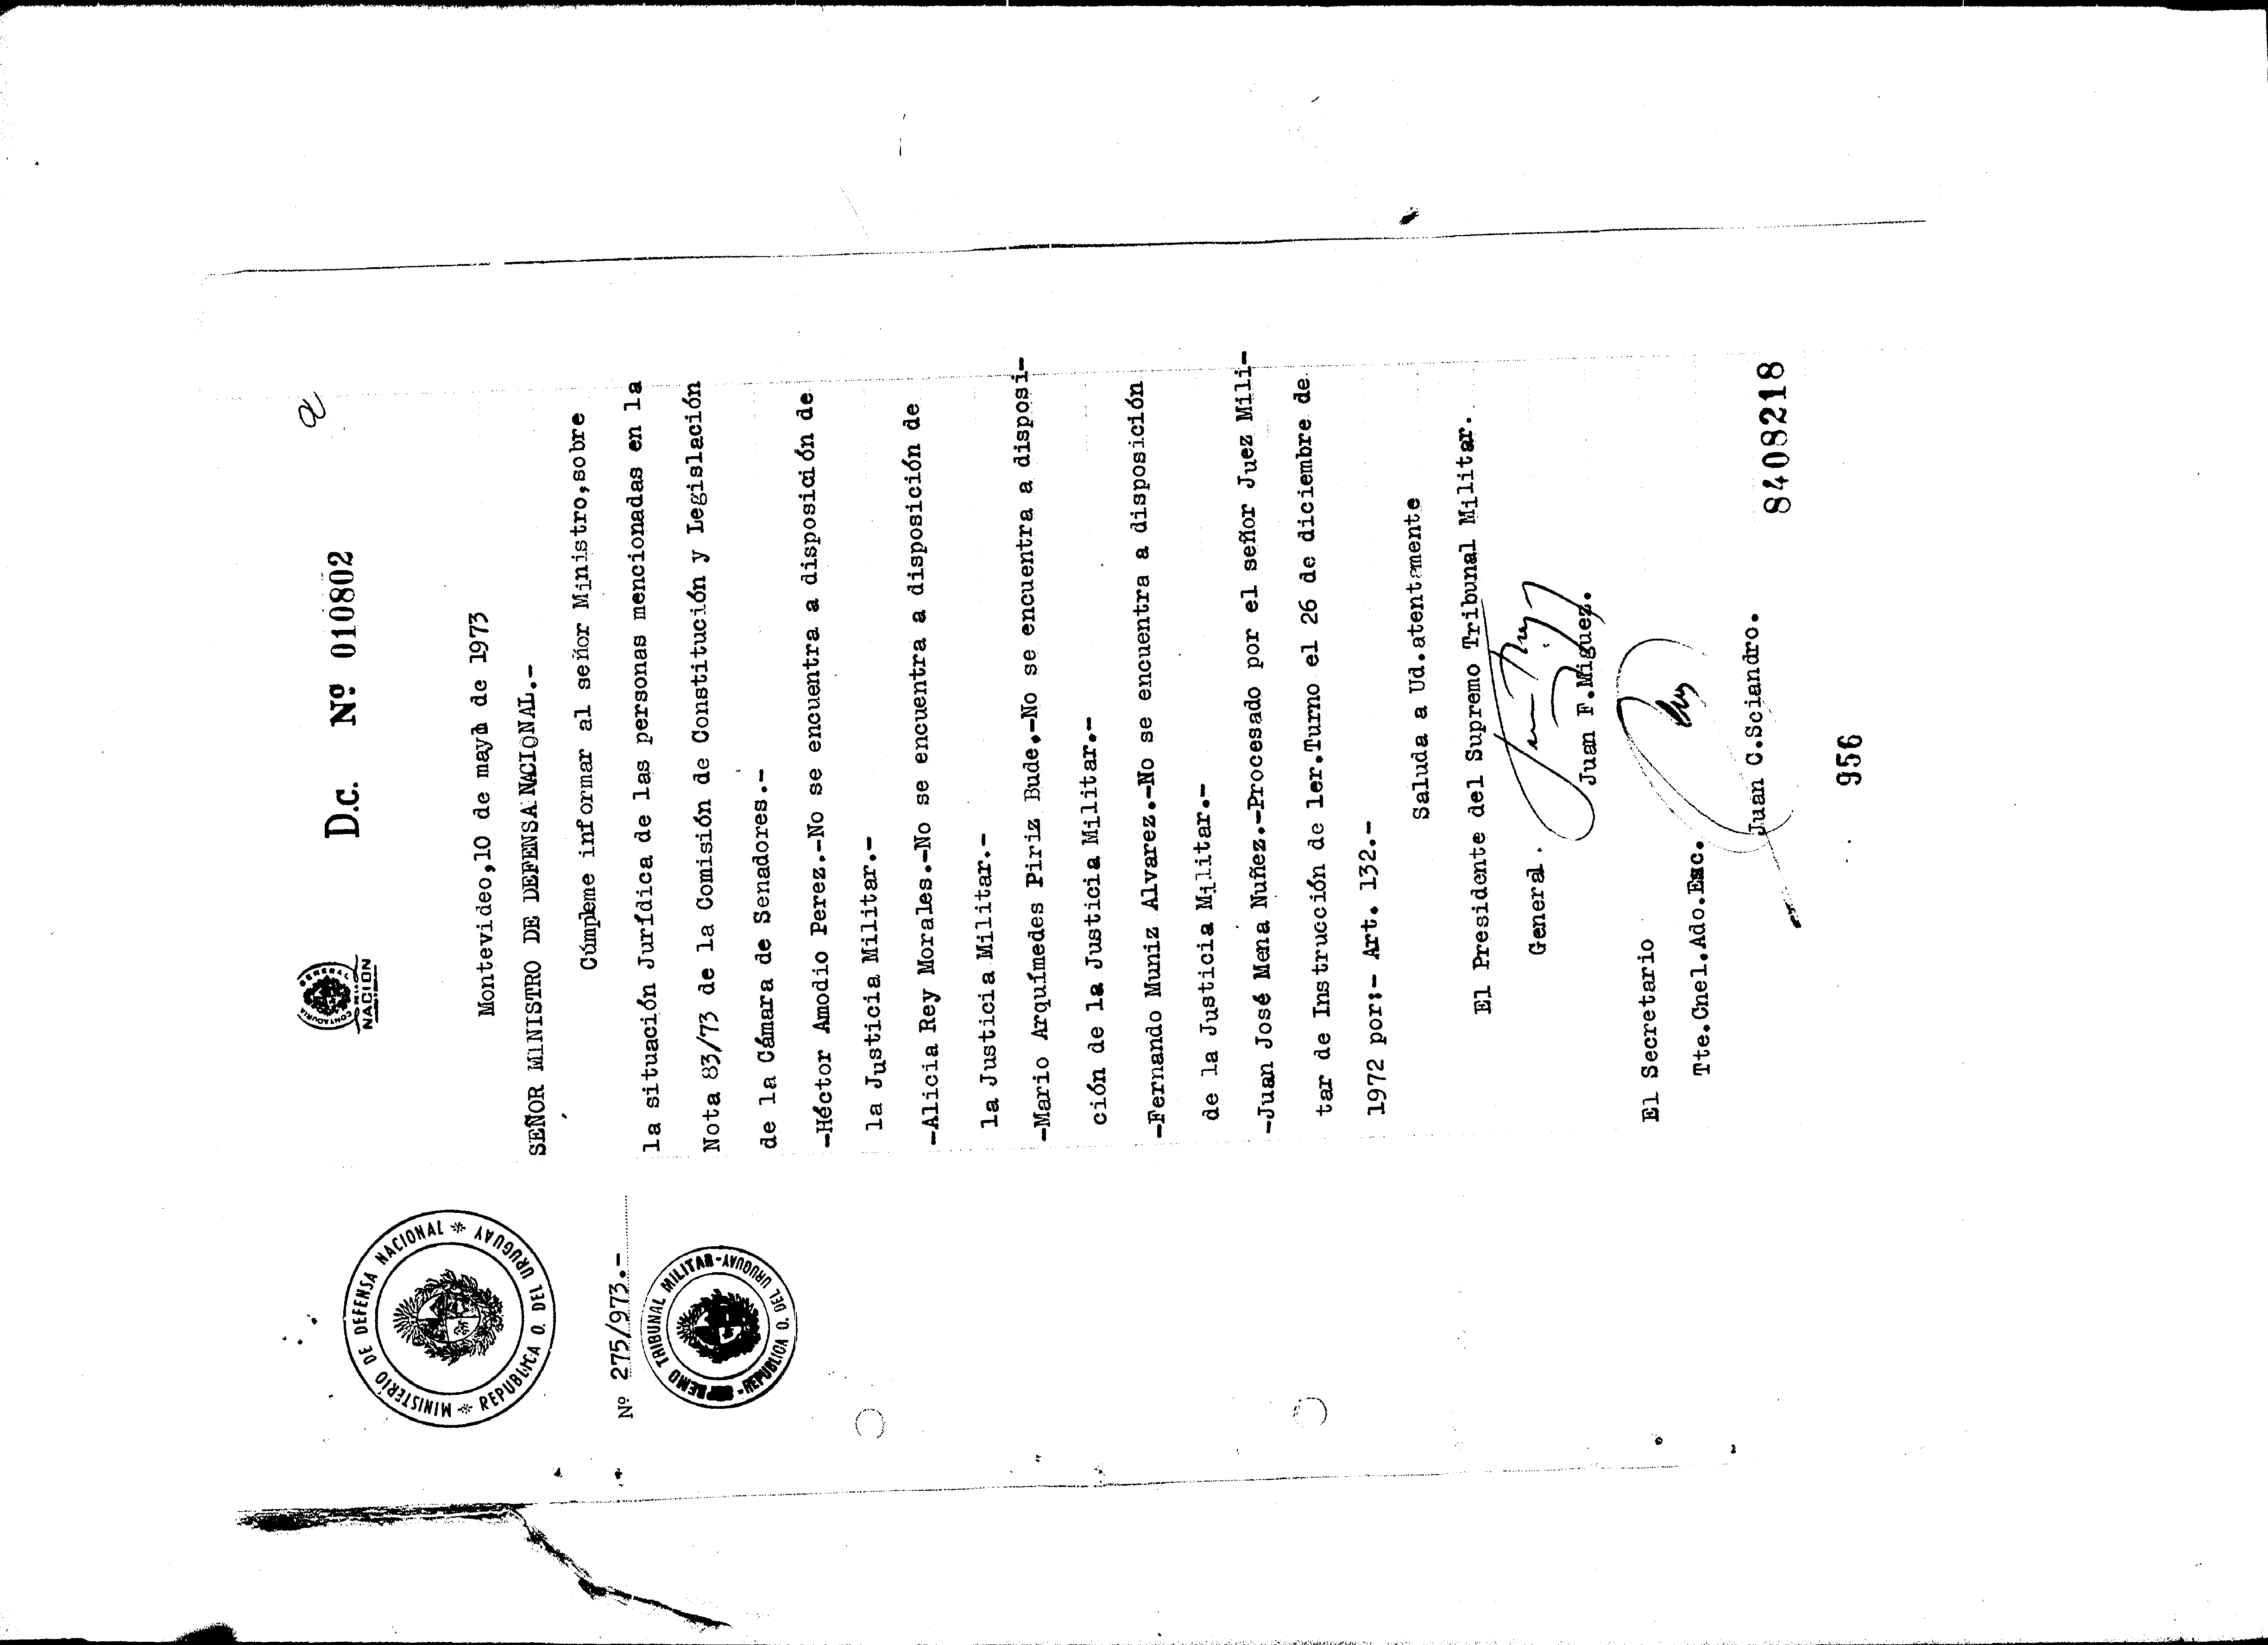 CONTADURIA GENERAL
NACION
D.c. Nº 010802
MINISTERIO DE DEFENSA NACIONAL * REPUBLICA O. DEL URUGUAY *
Montevideo,10 de mayo de 1973
SEÑOR MINISTRO DE DEFENSA NACIONAL.-
Cúmpleme informar al señor Ministro,sobre
Nº 275/973.-
TRIBUNAL MILITAR-REPUBLICA O. DEL URUGUAY-
la situación Jurídica de las personas mencionadas en la
Nota 83/73 de la Comisión de Constitución y Legislación
de la Cámara de Senadores.--
-Héctor Amodio Perez.-No se encuentra a disposición de
la Justicia Militar.-
-Alicia Rey Morales.-No se encuentra a disposición de
la Justicia Militar.-
-Mario Arquímedes Piriz Bude.-No se encuentra a disposi-
ción de la Justicia Militar.-
-Fernando Muniz Alvarez.-No se encuentra a disposición
de la Justicia Militar.-
-Juan José Mena Nuñez.-Procesado por el señor Juez Mili-
tar de Instrucción de 1er.Turno el 26 de diciembre de
1972 por:- Art. 132.-
Saluda a Ud.atentamente
El Presidente del Supremo Tribunal Militar.
General.
Juan F.Miguez.
El Secretario
Tte.Cnel.Ado.Esc.
Juan C.Sciandro.
8408218
956